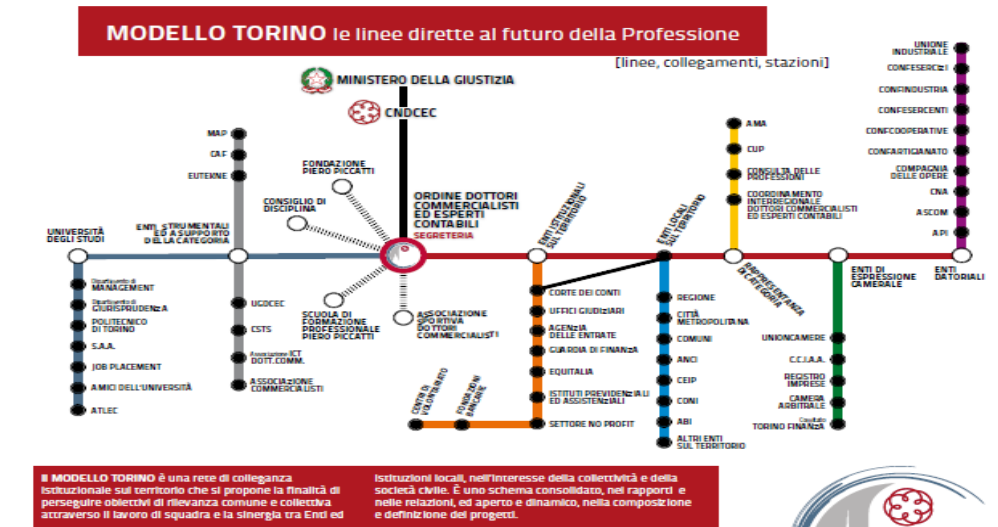 MODELLO TORINO le linee dirette al futuro della Professione
[linee, collegamenti, stazioni]
MINISTERO DELLA GIUSTIZIA
CNDCEC
MAP
CAF
EUTEKNE
FONDAZIONE
PIERO PICCATTI
CONSIGLIO DI
DISCIPLINA
ORDINE DOTTORI
COMMERCIALISTI
ED ESPERTI
CONTABILI
SEGRETERIA
UNIVERSITÀ
DEGLI STUDI
ENTI STRUMENTALI
ED A SUPPORTO
DELLA CATEGORIA
ENTI ISTITUZIONALI
SUL TERRITORIO
ENTI LOCALI
SUL TERRITORIO
AMA
CUP
CONSULTA DELLE
PROFESSIONI
COORDINAMENTO
INTERREGIONALE
DOTTORI COMMERCIALISTI
ED ESPERTI CONTABILI
RAPPRESENTANZA
DI CATEGORIA
UNIONE
INDUSTRIALE
CONFESERCIZI
CONFINDUSTRIA
CONFESERCENTI
CONFCOOPERATIVE
CONFARTIGIANATO
COMPAGNIA
DELLE OPERE
CNA
ASCOM
API
ENTI DI
ESPRESSIONE
CAMERALE
ENTI
DATORIALI
Dipartimento di
MANAGEMENT
Dipartimento di
GIURISPRUDENZA
POLITECNICO
DI TORINO
S.A.A.
JOB PLACEMENT
AMICI DELL'UNIVERSITÀ
ATLEC
UGDCEC
CSTS
Associazione ICT
DOTT.COMM.
ASSOCIAZIONE
COMMERCIALISTI
SCUOLA DI
FORMAZIONE
PROFESSIONALE
PIERO PICCATTI
ASSOCIAZIONE
SPORTIVA
DOTTORI
COMMERCIALISTI
CENTRI DI
VOLONTARIATO
FONDAZIONI
BANCARIE
CORTE DEI CONTI
UFFICI GIUDIZIARI
AGENZIA
DELLE ENTRATE
GUARDIA DI FINANZA
EQUITALIA
ISTITUTI PREVIDENZIALI
ED ASSISTENZIALI
SETTORE NO PROFIT
REGIONE
CITTÀ
METROPOLITANA
COMUNI
ANCI
CEIP
CONI
ABI
ALTRI ENTI
SUL TERRITORIO
UNIONCAMERE
C.C.I.A.A.
REGISTRO
IMPRESE
CAMERA
ARBITRALE
Comitato
TORINO FINANZA
Il MODELLO TORINO è una rete di colleganza
istituzionale sul territorio che si propone la finalità di
perseguire obiettivi di rilevanza comune e collettiva
attraverso il lavoro di squadra e la sinergia tra Enti ed
istituzioni locali, nell'interesse della collettività e della
società civile. È uno schema consolidato, nei rapporti e
nelle relazioni, ed aperto e dinamico, nella composizione
e definizione dei progetti.